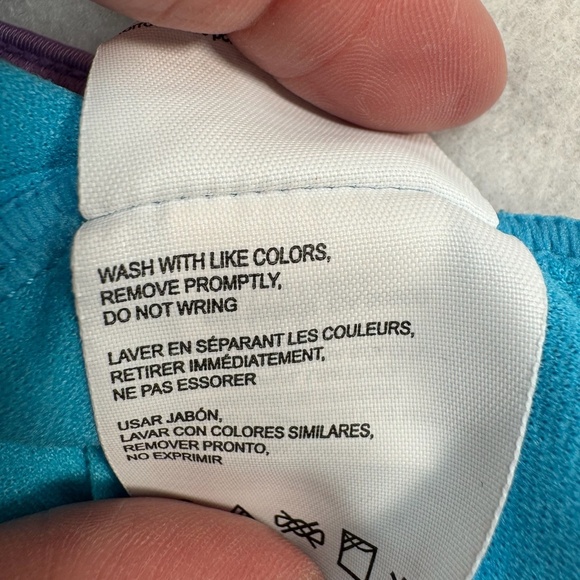 WASH WITH LIKE COLORS,
REMOVE PROMPTLY,
DO NOT WRING
LAVER EN SÉPARANT LES COULEURS,
RETIRER IMMÉDIATEMENT,
NE PAS ESSORER
USAR JABÓN,
LAVAR CON COLORES SIMILARES,
REMOVER PRONTO,
NO EXPRIMIR